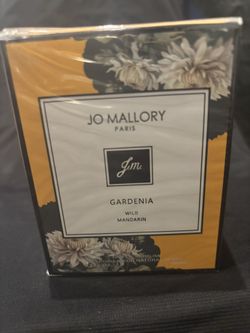 JO MALLORY
PARIS
J.m.
GARDENIA
WILD
MANDARIN